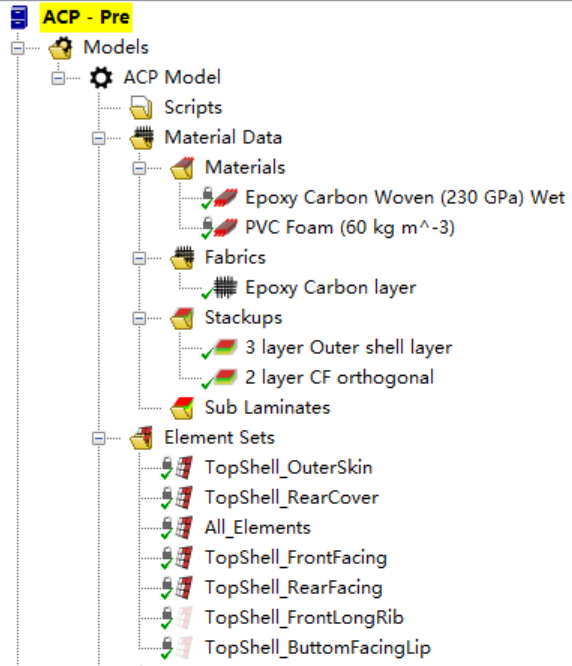 ACP - Pre
Models
ACP Model
Scripts
Material Data
Materials
Epoxy Carbon Woven (230 GPa) Wet
PVC Foam (60 kg m^-3)
Fabrics
Epoxy Carbon layer
Stackups
3 layer Outer shell layer
2 layer CF orthogonal
Sub Laminates
Element Sets
TopShell_OuterSkin
TopShell_RearCover
All_Elements
TopShell_FrontFacing
TopShell_RearFacing
TopShell_FrontLongRib
TopShell_ButtomFacingLip